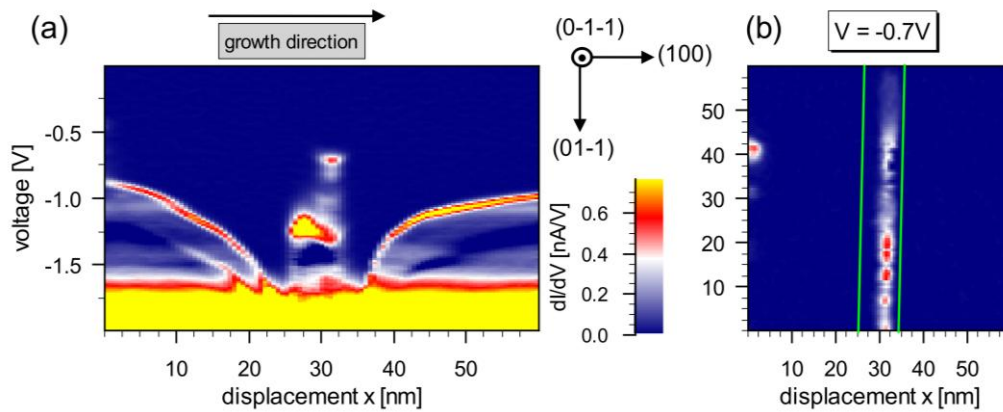 (a)
growth direction
(0-1-1)
(100)
(01-1)
(b)
V = -0.7V
voltage [V]
-0.5
-1.0
-1.5
10 20 30 40 50
displacement x [nm]
dI/dV [nA/V]
0.6
0.4
0.2
0.0
50
40
30
20
10
10 20 30 40 50
displacement x [nm]